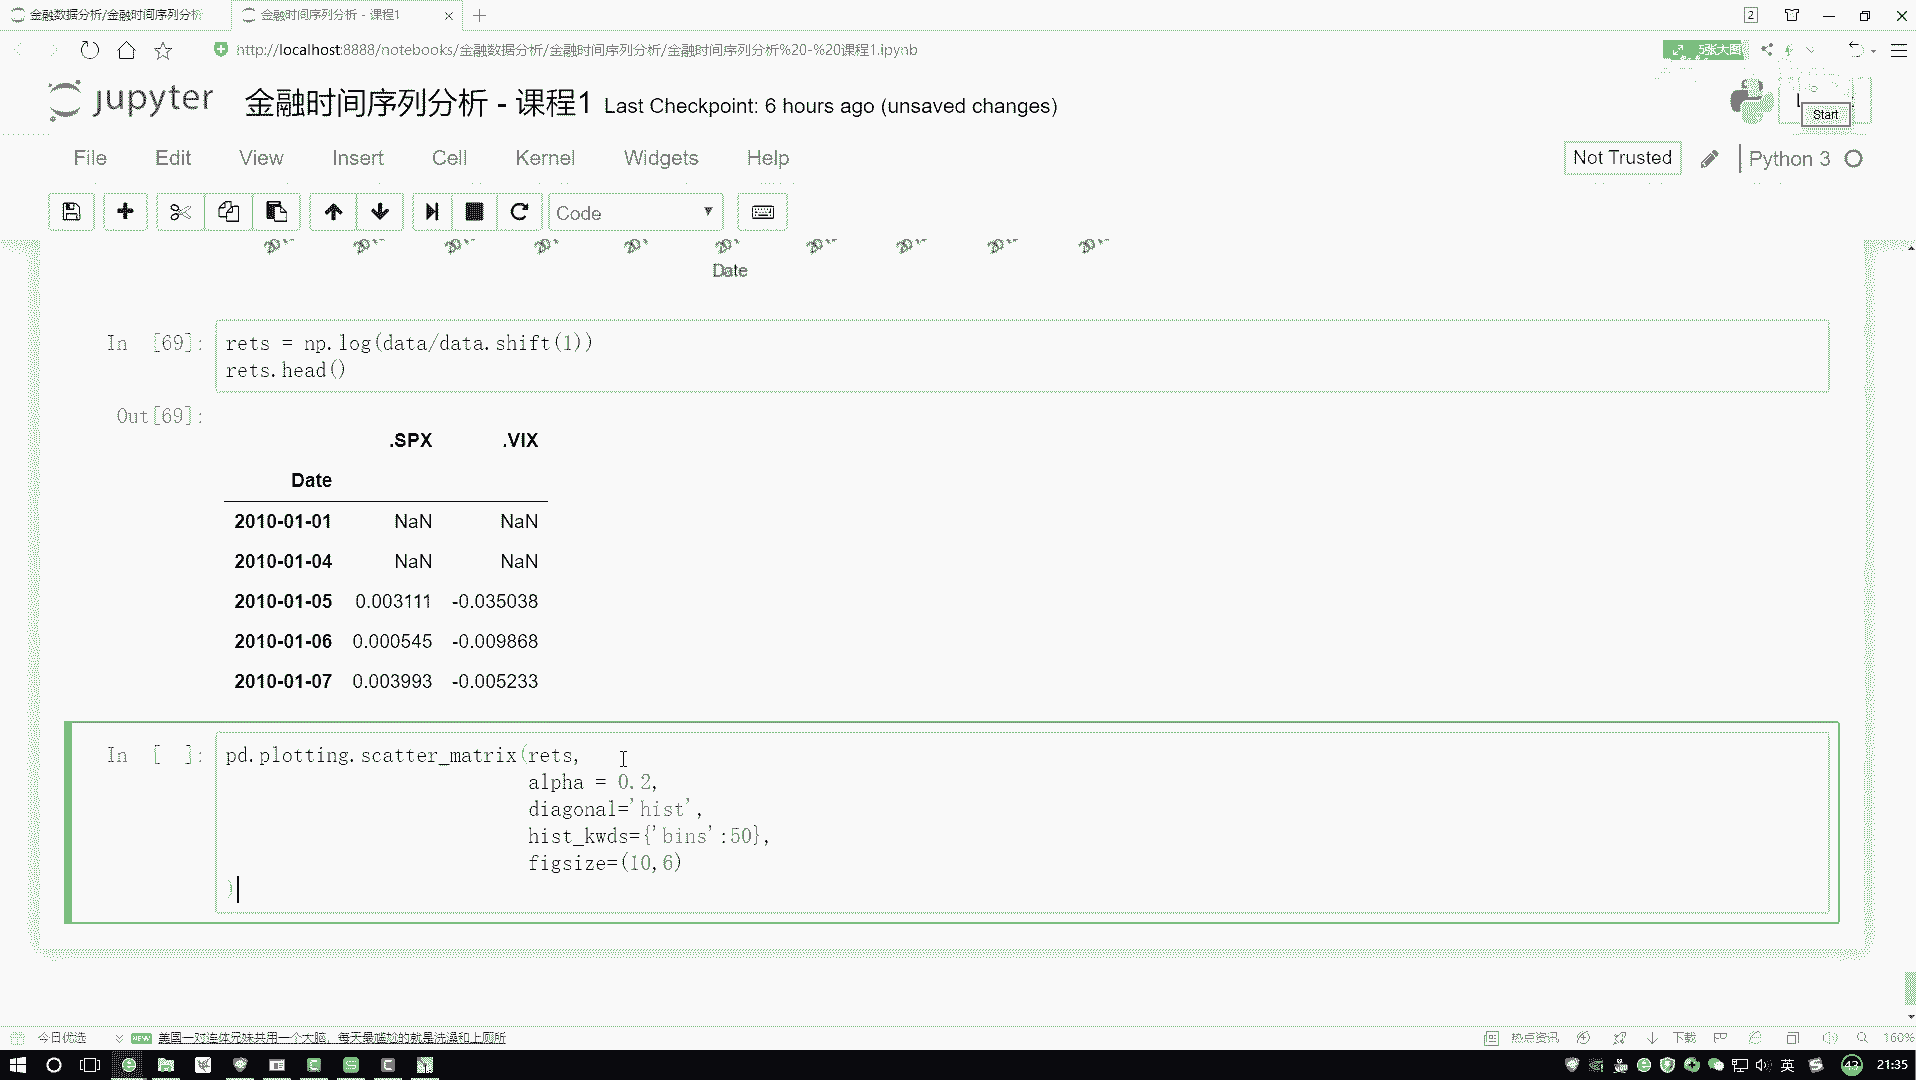 金融数据分析/金融时间序列分析
金融时间序列分析 - 课程1
2
http://localhost:8888/notebooks/金融数据分析/金融时间序列分析/金融时间序列分析%20-%20课程1.ipynb
5张大图
jupyter
金融时间序列分析 - 课程1 Last Checkpoint: 6 hours ago (unsaved changes)
Start
File Edit View Insert Cell Kernel Widgets Help
Not Trusted
Python 3
Code
Date
In [69]:
rets = np.log(data/data.shift(1))
rets.head()
Out[69]:
.SPX .VIX
Date
2010-01-01 NaN NaN
2010-01-04 NaN NaN
2010-01-05 0.003111 -0.035038
2010-01-06 0.000545 -0.009868
2010-01-07 0.003993 -0.005233
In [ ]:
pd.plotting.scatter_matrix(rets,
alpha = 0.2,
diagonal='hist',
hist_kwds={'bins':50},
figsize=(10,6)
)
今日优选
NEW
美国一对连体兄妹共用一个大脑，每天最尴尬的就是洗澡和上厕所
热点资讯
下载
160%
英
43
21:35